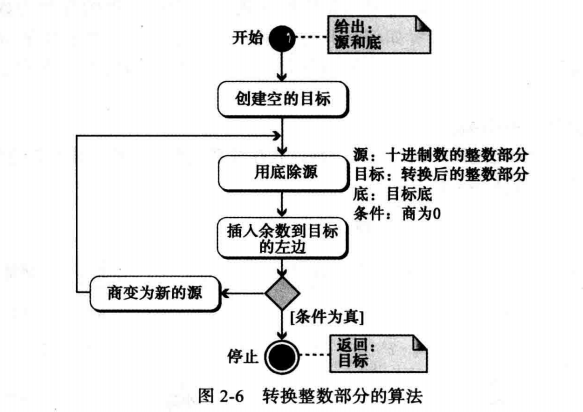 开始
给出：
源和底
创建空的目标
用底除源
源：十进制数的整数部分
目标：转换后的整数部分
底：目标底
条件：商为0
插入余数到目标
的左边
商变为新的源
[条件为真]
停止
返回：
目标
图 2-6 转换整数部分的算法